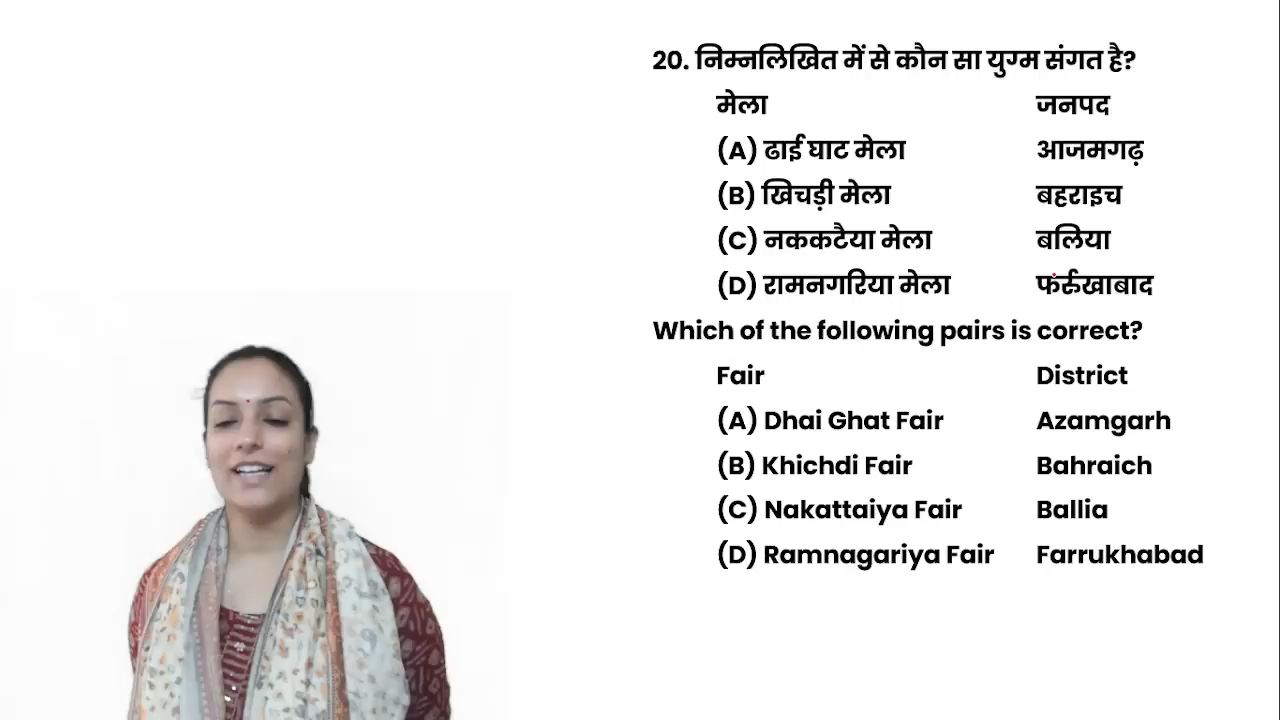 20. निम्नलिखित में से कौन सा युग्म संगत है?
मेला जनपद
(A) ढाई घाट मेला आजमगढ़
(B) खिचड़ी मेला बहराइच
(C) नककटैया मेला बलिया
(D) रामनगरिया मेला फर्रुखाबाद
Which of the following pairs is correct?
Fair District
(A) Dhai Ghat Fair Azamgarh
(B) Khichdi Fair Bahraich
(C) Nakattaiya Fair Ballia
(D) Ramnagariya Fair Farrukhabad